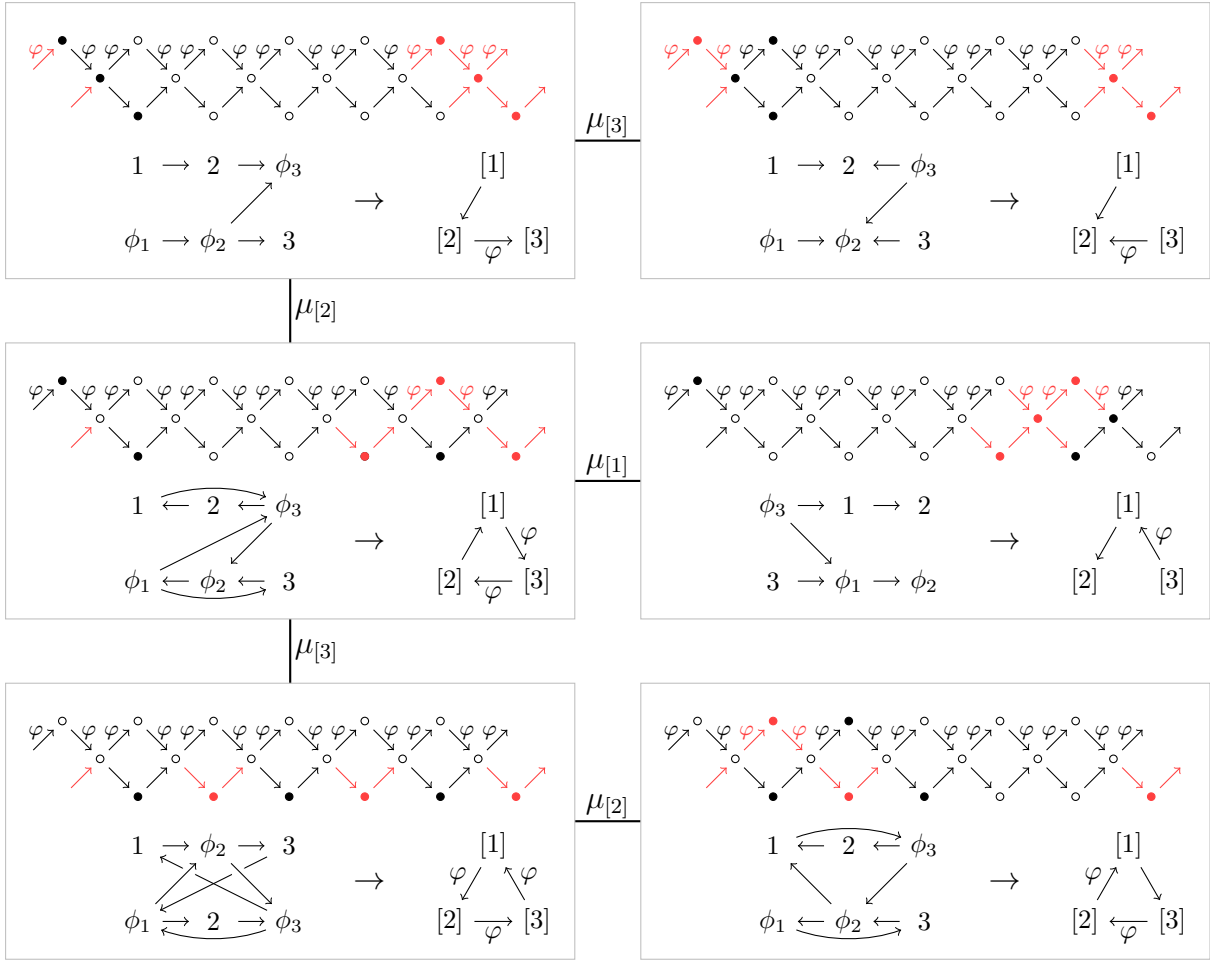 φ φ φ φ φ φ φ φ φ φ φ φ
φ φ φ φ φ φ φ φ φ φ φ φ
μ[3]
1 → 2 → ϕ3 [1]
→
ϕ1 → ϕ2 → 3 [2] → [3]
φ
1 → 2 ← ϕ3 [1]
→
ϕ1 → ϕ2 ← 3 [2] ← [3]
φ
μ[2]
φ φ φ φ φ φ φ φ φ φ φ φ
φ φ φ φ φ φ φ φ φ φ φ φ
μ[1]
1 ← 2 ← ϕ3 [1]
→ φ
ϕ1 ← ϕ2 ← 3 [2] ← [3]
φ
ϕ3 → 1 → 2 [1]
→ φ
3 → ϕ1 → ϕ2 [2] [3]
μ[3]
φ φ φ φ φ φ φ φ φ φ φ φ
φ φ φ φ φ φ φ φ φ φ φ φ
μ[2]
1 → ϕ2 → 3 [1]
→ φ φ
ϕ1 → 2 → ϕ3 [2] → [3]
φ
1 ← 2 ← ϕ3 [1]
→ φ
ϕ1 ← ϕ2 ← 3 [2] ← [3]
φ